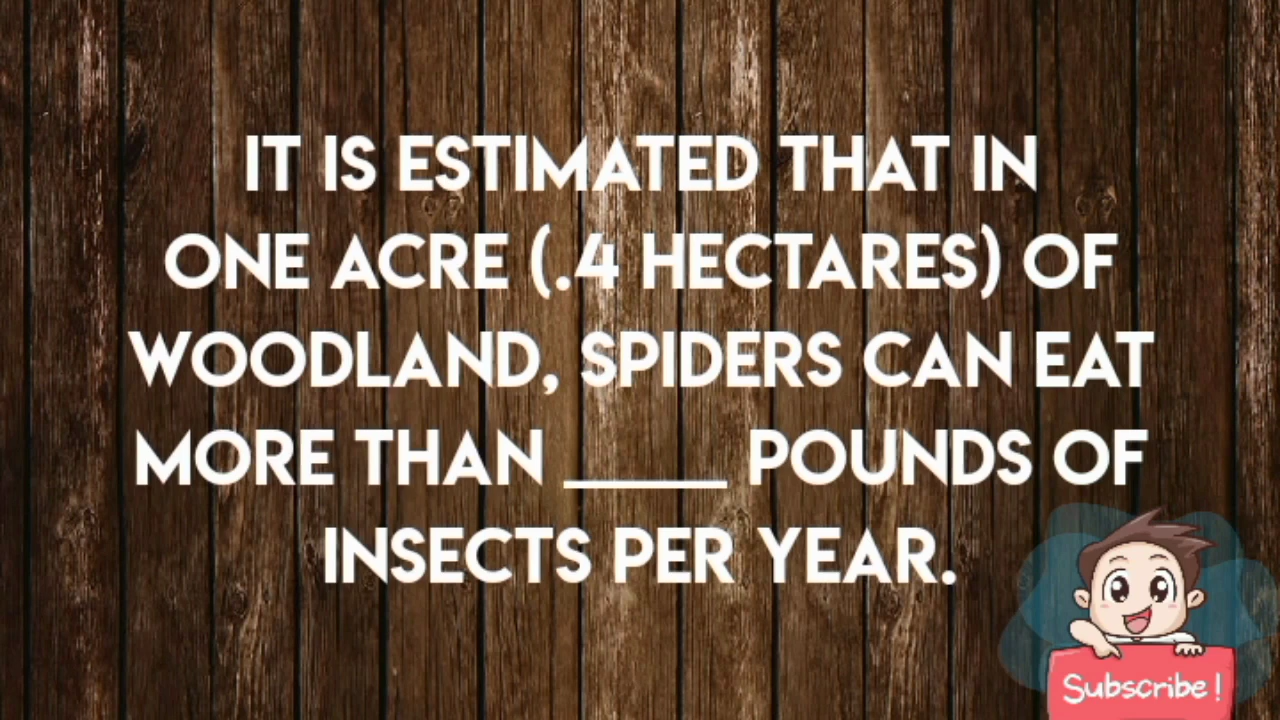 IT IS ESTIMATED THAT IN
ONE ACRE (.4 HECTARES) OF
WOODLAND, SPIDERS CAN EAT
MORE THAN _____ POUNDS OF
INSECTS PER YEAR.
Subscribe!